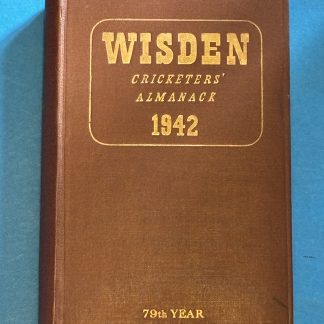 WISDEN
CRICKETERS'
ALMANACK
1942
79th YEAR